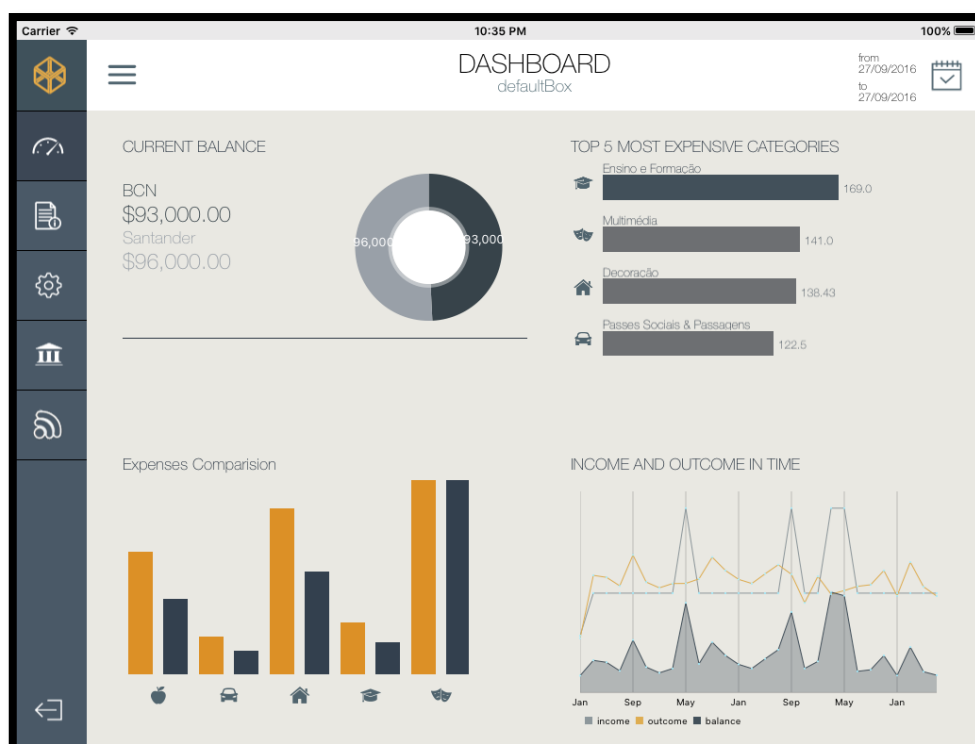 Carrier
10:35 PM
100%
DASHBOARD
defaultBox
from
27/09/2016
to
27/09/2016
CURRENT BALANCE
BCN
$93,000.00
Santander
$96,000.00
96,000
93,000
TOP 5 MOST EXPENSIVE CATEGORIES
Ensino e Formação
169.0
Multimédia
141.0
Decoração
138.43
Passes Sociais & Passagens
122.5
Expenses Comparision
INCOME AND OUTCOME IN TIME
Jan Sep May Jan Sep May Jan
income outcome balance